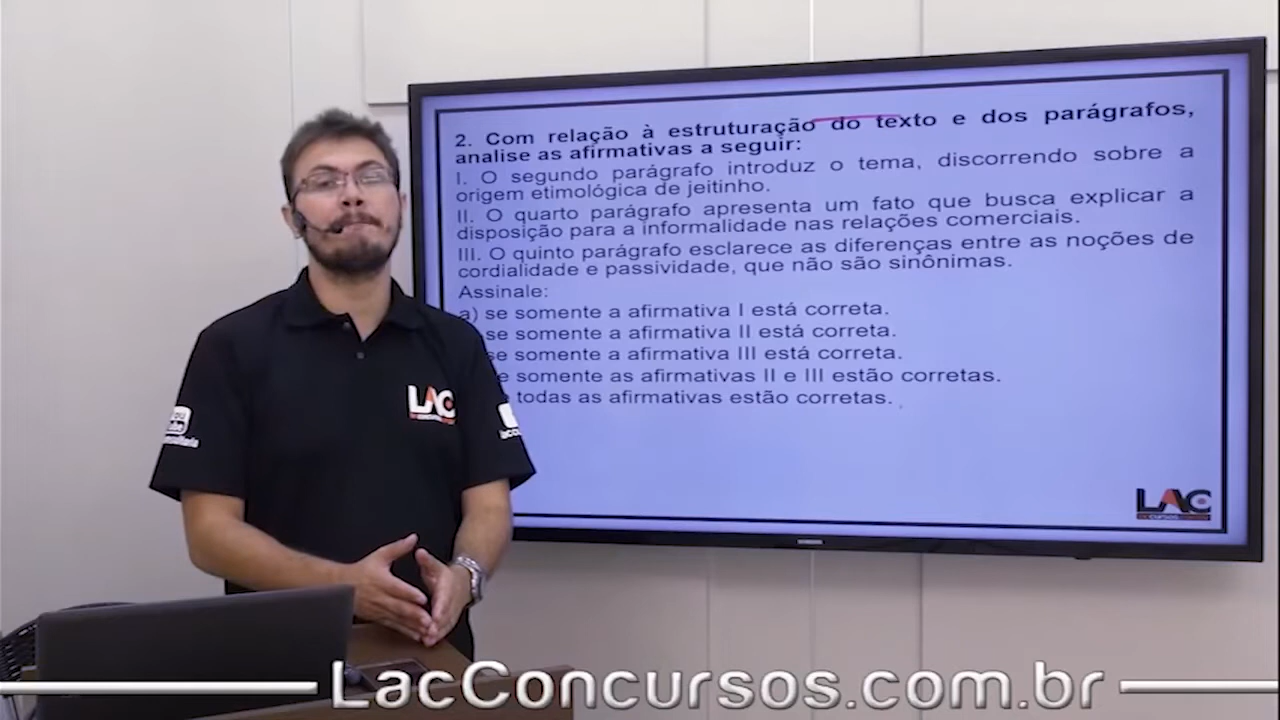 2. Com relação à estruturação do texto e dos parágrafos,
analise as afirmativas a seguir:
I. O segundo parágrafo introduz o tema, discorrendo sobre a
origem etimológica de jeitinho.
II. O quarto parágrafo apresenta um fato que busca explicar a
disposição para a informalidade nas relações comerciais.
III. O quinto parágrafo esclarece as diferenças entre as noções de
cordialidade e passividade, que não são sinônimas.
Assinale:
a) se somente a afirmativa I está correta.
se somente a afirmativa II está correta.
se somente a afirmativa III está correta.
e somente as afirmativas II e III estão corretas.
todas as afirmativas estão corretas.
LAC
LAC
LacConcursos.com.br